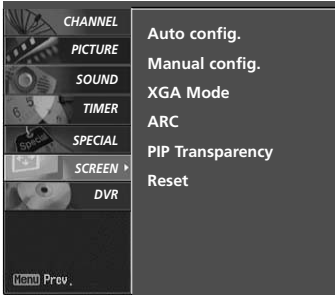 CHANNEL
PICTURE
SOUND
TIMER
SPECIAL
SCREEN
DVR
Menu Prev.
Auto config.
Manual config.
XGA Mode
ARC
PIP Transparency
Reset